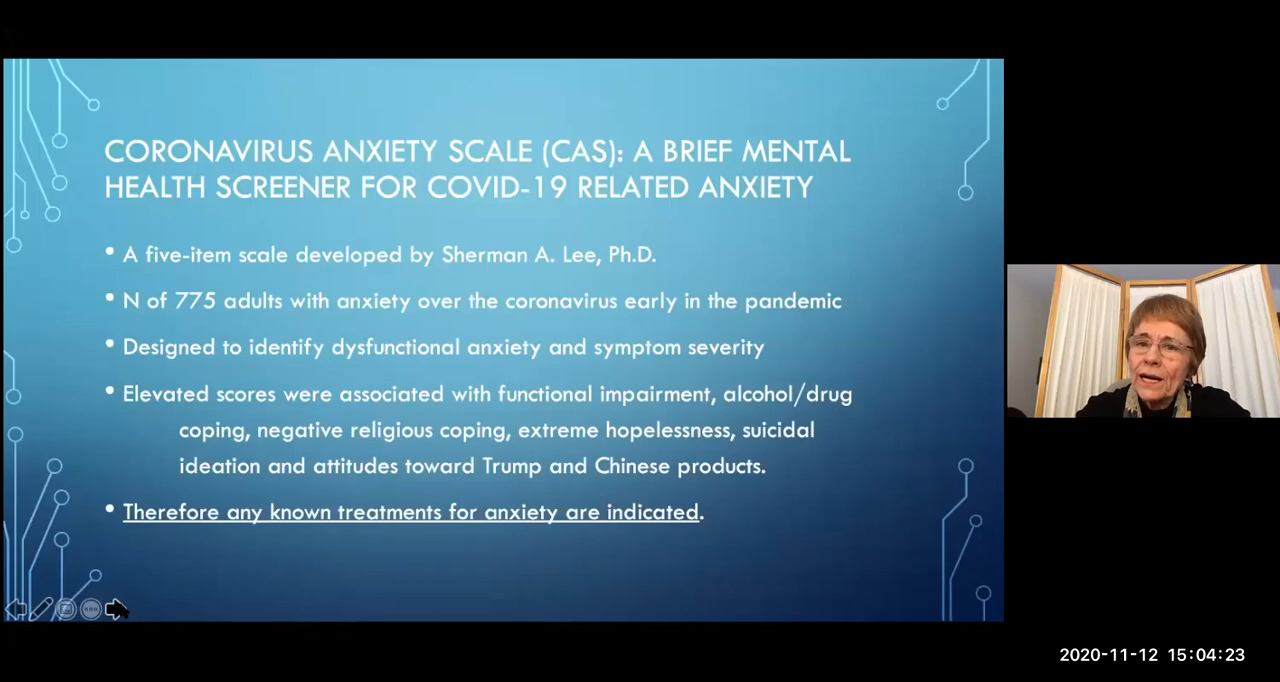 CORONAVIRUS ANXIETY SCALE (CAS): A BRIEF MENTAL
HEALTH SCREENER FOR COVID-19 RELATED ANXIETY
• A five-item scale developed by Sherman A. Lee, Ph.D.
• N of 775 adults with anxiety over the coronavirus early in the pandemic
• Designed to identify dysfunctional anxiety and symptom severity
• Elevated scores were associated with functional impairment, alcohol/drug
coping, negative religious coping, extreme hopelessness, suicidal
ideation and attitudes toward Trump and Chinese products.
• Therefore any known treatments for anxiety are indicated.
2020-11-12 15:04:23